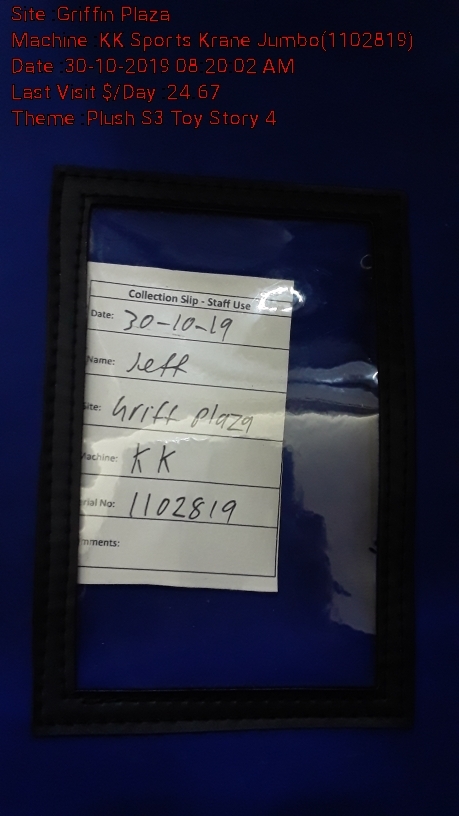 Site :Griffin Plaza
Machine :KK Sports Krane Jumbo(1102819)
Date :30-10-2019 08 20 02 AM
Last Visit $/Day :24 67
Theme :Plush S3 Toy Story 4
Collection Slip - Staff Use
Date: 30-10-19
Name: Jeff
ite: Griff Plaza
achine: KK
rial No: 1102819
mments: